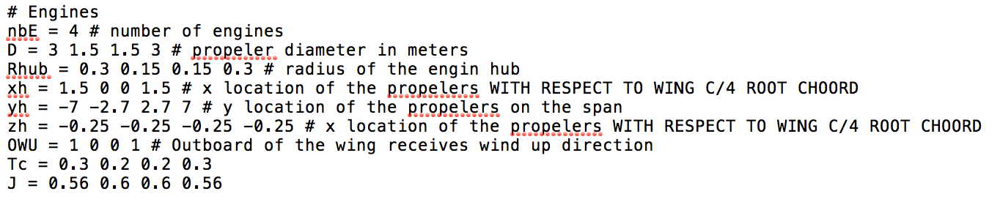 # Engines
nbE = 4 # number of engines
D = 3 1.5 1.5 3 # propeler diameter in meters
Rhub = 0.3 0.15 0.15 0.3 # radius of the engin hub
xh = 1.5 0 0 1.5 # x location of the propelers WITH RESPECT TO WING C/4 ROOT CHOORD
yh = -7 -2.7 2.7 7 # y location of the propelers on the span
zh = -0.25 -0.25 -0.25 -0.25 # x location of the propelers WITH RESPECT TO WING C/4 ROOT CHOORD
OWU = 1 0 0 1 # Outboard of the wing receives wind up direction
Tc = 0.3 0.2 0.2 0.3
J = 0.56 0.6 0.6 0.56